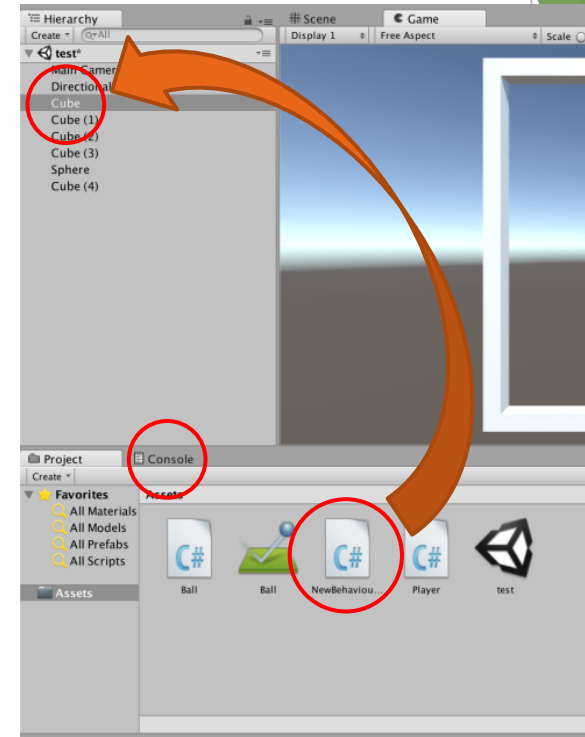 Hierarchy
Create
All
test*
Main Camera
Directional
Cube
Cube (1)
Cube (2)
Cube (3)
Sphere
Cube (4)
Scene
Game
Display 1
Free Aspect
Scale
Project
Console
Create
Favorites
All Materials
All Models
All Prefabs
All Scripts
Assets
Assets
C#
C#
C#
Ball
Ball
NewBehaviou...
Player
test